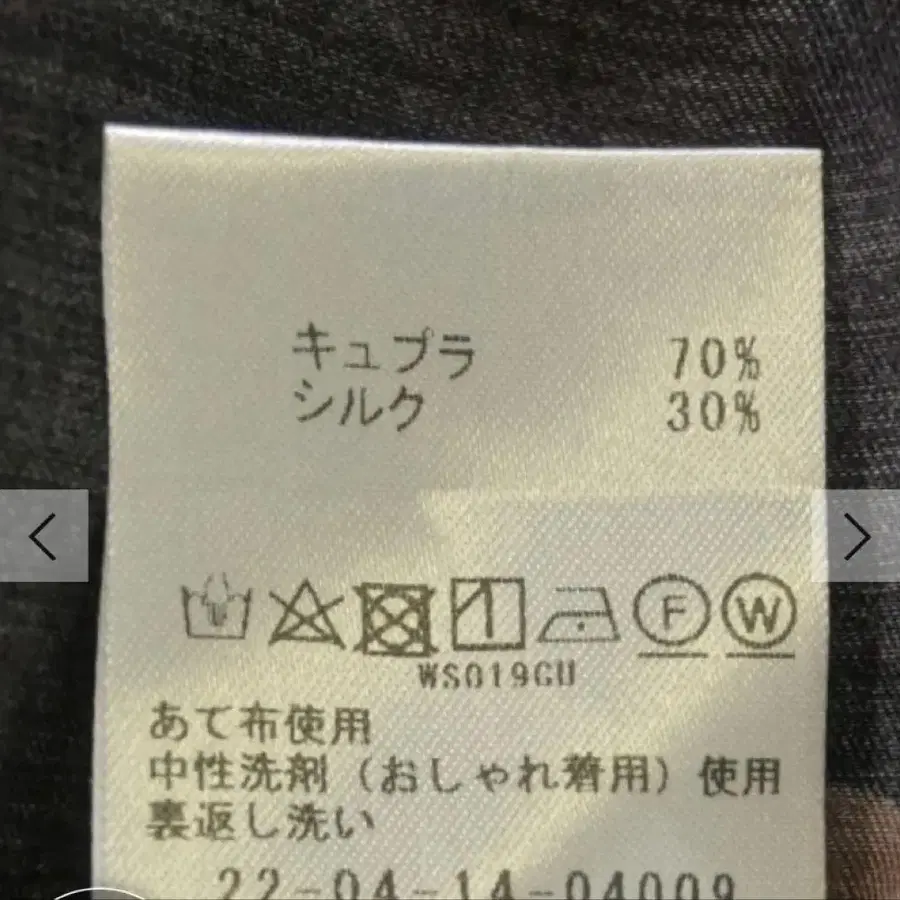 キュプラ 70%
シルク 30%
F W
WS019GU
あて布使用
中性洗剤（おしゃれ着用）使用
裏返し洗い
22-04-14-04009